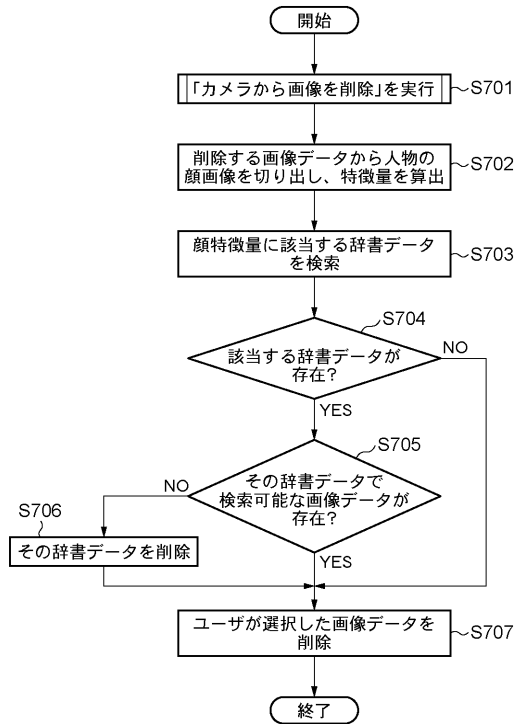 開始
「カメラから画像を削除」を実行
S701
削除する画像データから人物の
顔画像を切り出し、特徴量を算出
S702
顔特徴量に該当する辞書データ
を検索
S703
S704
該当する辞書データが
存在?
NO
YES
S705
その辞書データで
検索可能な画像データが
存在?
NO
S706
その辞書データを削除
YES
ユーザが選択した画像データを
削除
S707
終了